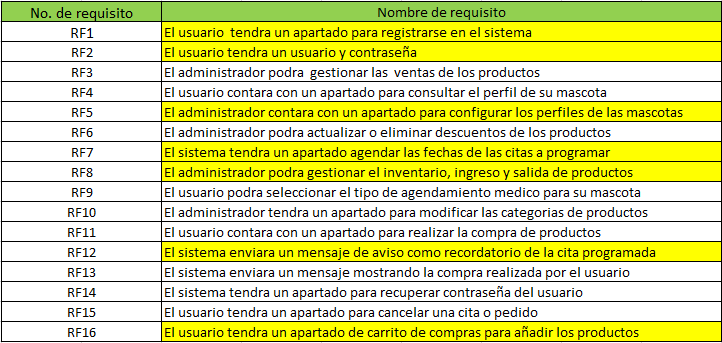 No. de requisito Nombre de requisito
RF1 El usuario tendra un apartado para registrarse en el sistema
RF2 El usuario tendra un usuario y contraseña
RF3 El administrador podra gestionar las ventas de los productos
RF4 El usuario contara con un apartado para consultar el perfil de su mascota
RF5 El administrador contara con un apartado para configurar los perfiles de las mascotas
RF6 El administrador podra actualizar o eliminar descuentos de los productos
RF7 El sistema tendra un apartado agendar las fechas de las citas a programar
RF8 El administrador podra gestionar el inventario, ingreso y salida de productos
RF9 El usuario podra seleccionar el tipo de agendamiento medico para su mascota
RF10 El administrador tendra un apartado para modificar las categorias de productos
RF11 El usuario contara con un apartado para realizar la compra de productos
RF12 El sistema enviara un mensaje de aviso como recordatorio de la cita programada
RF13 El sistema enviara un mensaje mostrando la compra realizada por el usuario
RF14 El sistema tendra un apartado para recuperar contraseña del usuario
RF15 El usuario tendra un apartado para cancelar una cita o pedido
RF16 El usuario tendra un apartado de carrito de compras para añadir los productos